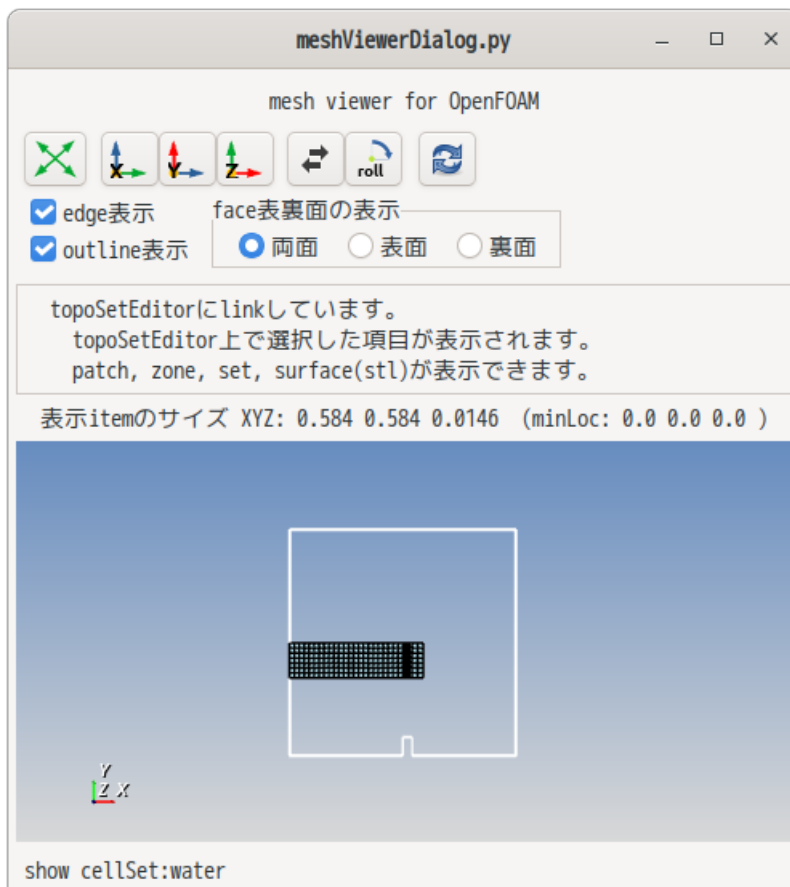 meshViewerDialog.py
mesh viewer for OpenFOAM
X Y Z roll
edge表示 face表裏面の表示
outline表示 両面 表面 裏面
topoSetEditorにlinkしています。
topoSetEditor上で選択した項目が表示されます。
patch, zone, set, surface(stl)が表示できます。
表示itemのサイズ XYZ: 0.584 0.584 0.0146 (minLoc: 0.0 0.0 0.0 )
Y
Z X
show cellSet:water